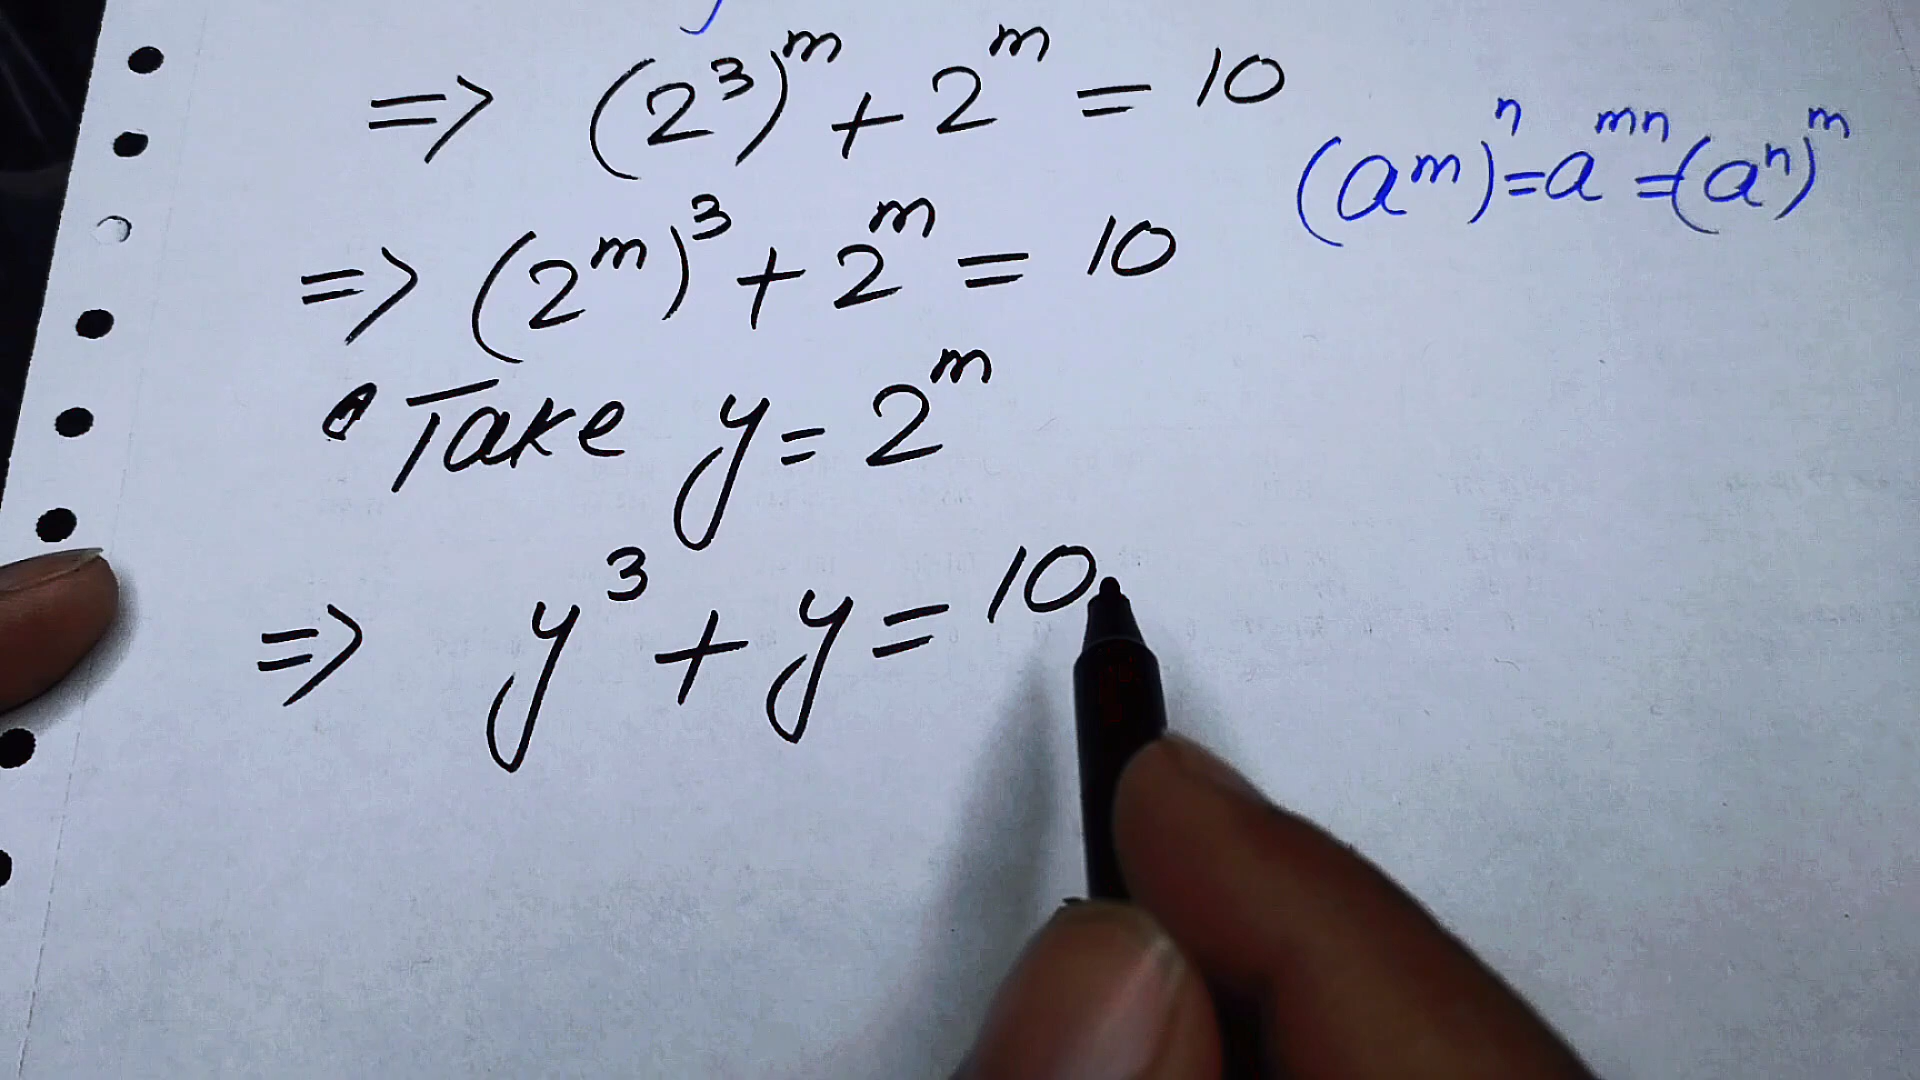 => (2³)ᵐ + 2ᵐ = 10
(aᵐ)ⁿ = aᵐⁿ = (aⁿ)ᵐ
=> (2ᵐ)³ + 2ᵐ = 10
Take y = 2ᵐ
=> y³ + y = 10